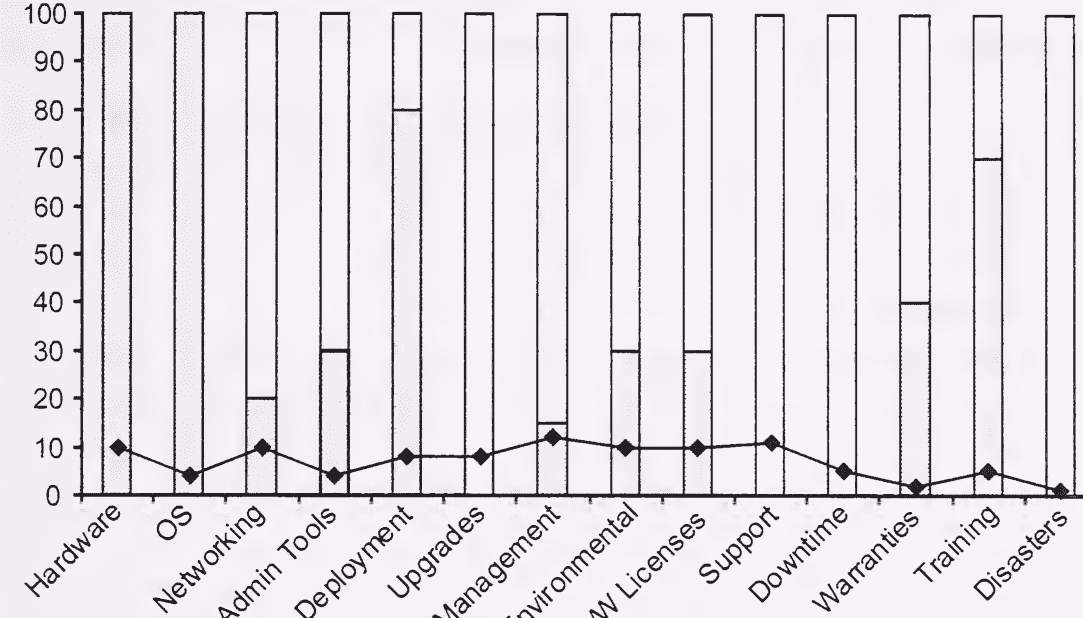 100
90
80
70
60
50
40
30
20
10
0
Hardware
OS
Networking
Admin Tools
Deployment
Upgrades
Management
Environmental
W Licenses
Support
Downtime
Warranties
Training
Disasters